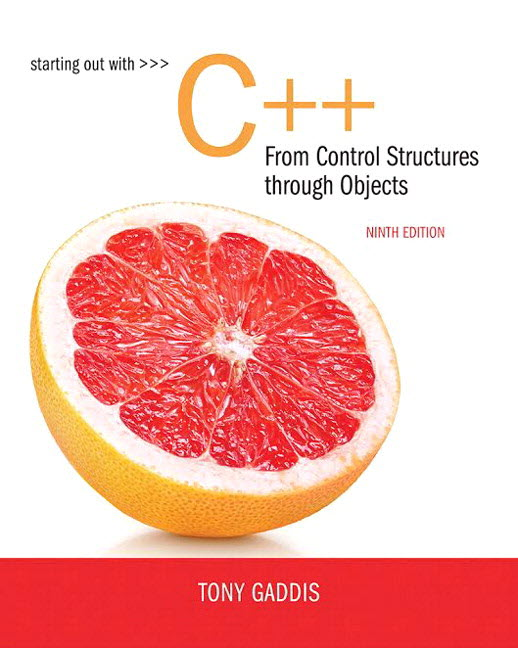 starting out with >>>
C++
From Control Structures
through Objects
NINTH EDITION
TONY GADDIS